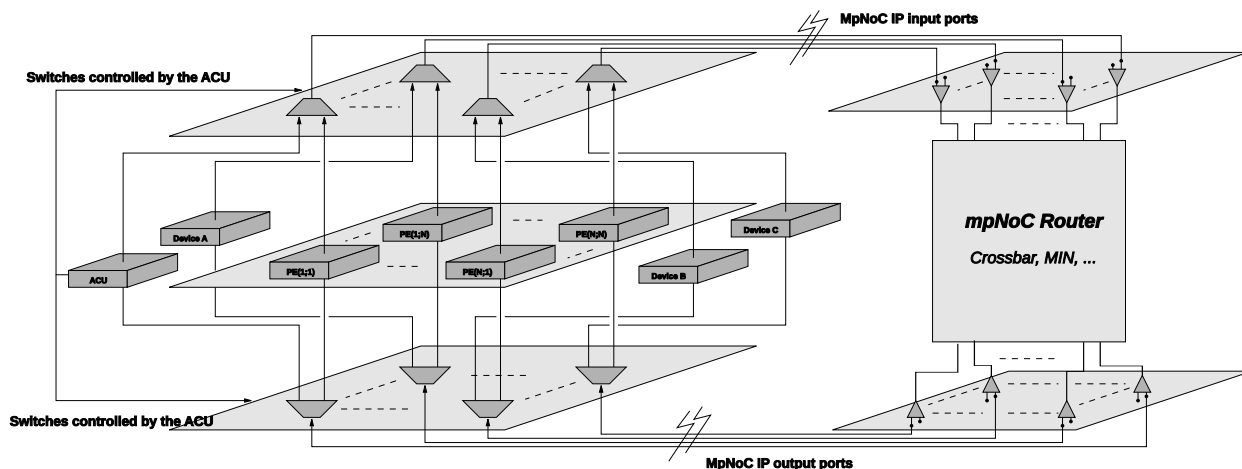 MpNoC IP input ports
Switches controlled by the ACU
Device A
PE(1;N)
PE(N;N)
Device C
mpNoC Router
Crossbar, MIN, ...
ACU
PE(1;1)
PE(N;1)
Device B
Switches controlled by the ACU
MpNoC IP output ports